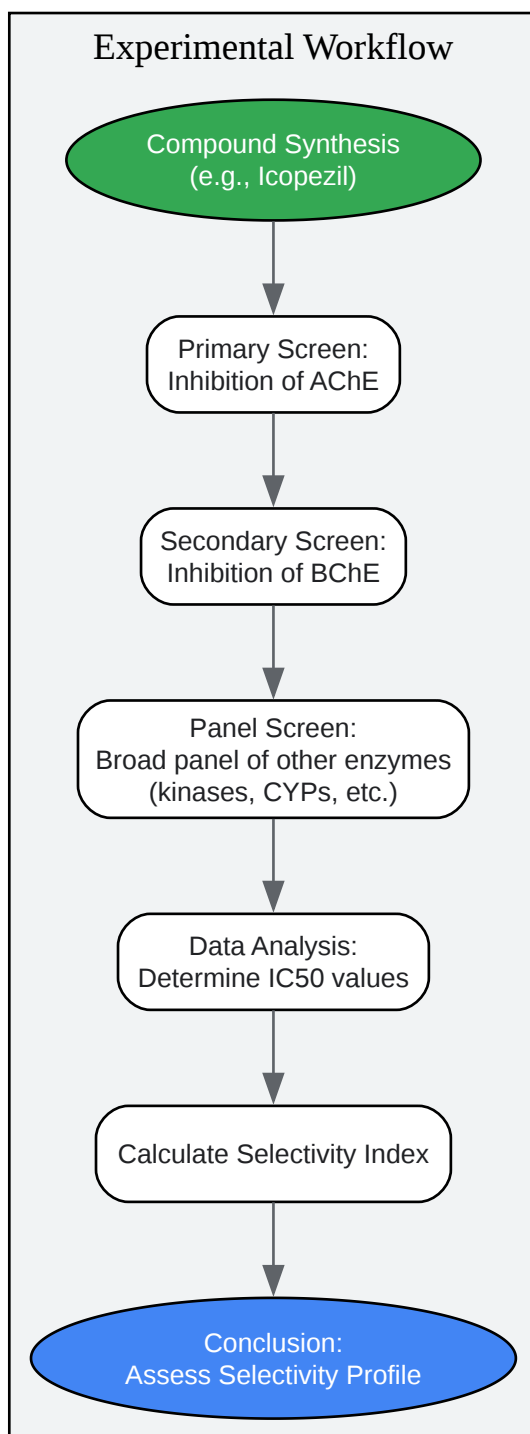 Experimental Workflow
Compound Synthesis
(e.g., Icopezil)
Primary Screen:
Inhibition of AChE
Secondary Screen:
Inhibition of BChE
Panel Screen:
Broad panel of other enzymes
(kinases, CYPs, etc.)
Data Analysis:
Determine IC50 values
Calculate Selectivity Index
Conclusion:
Assess Selectivity Profile